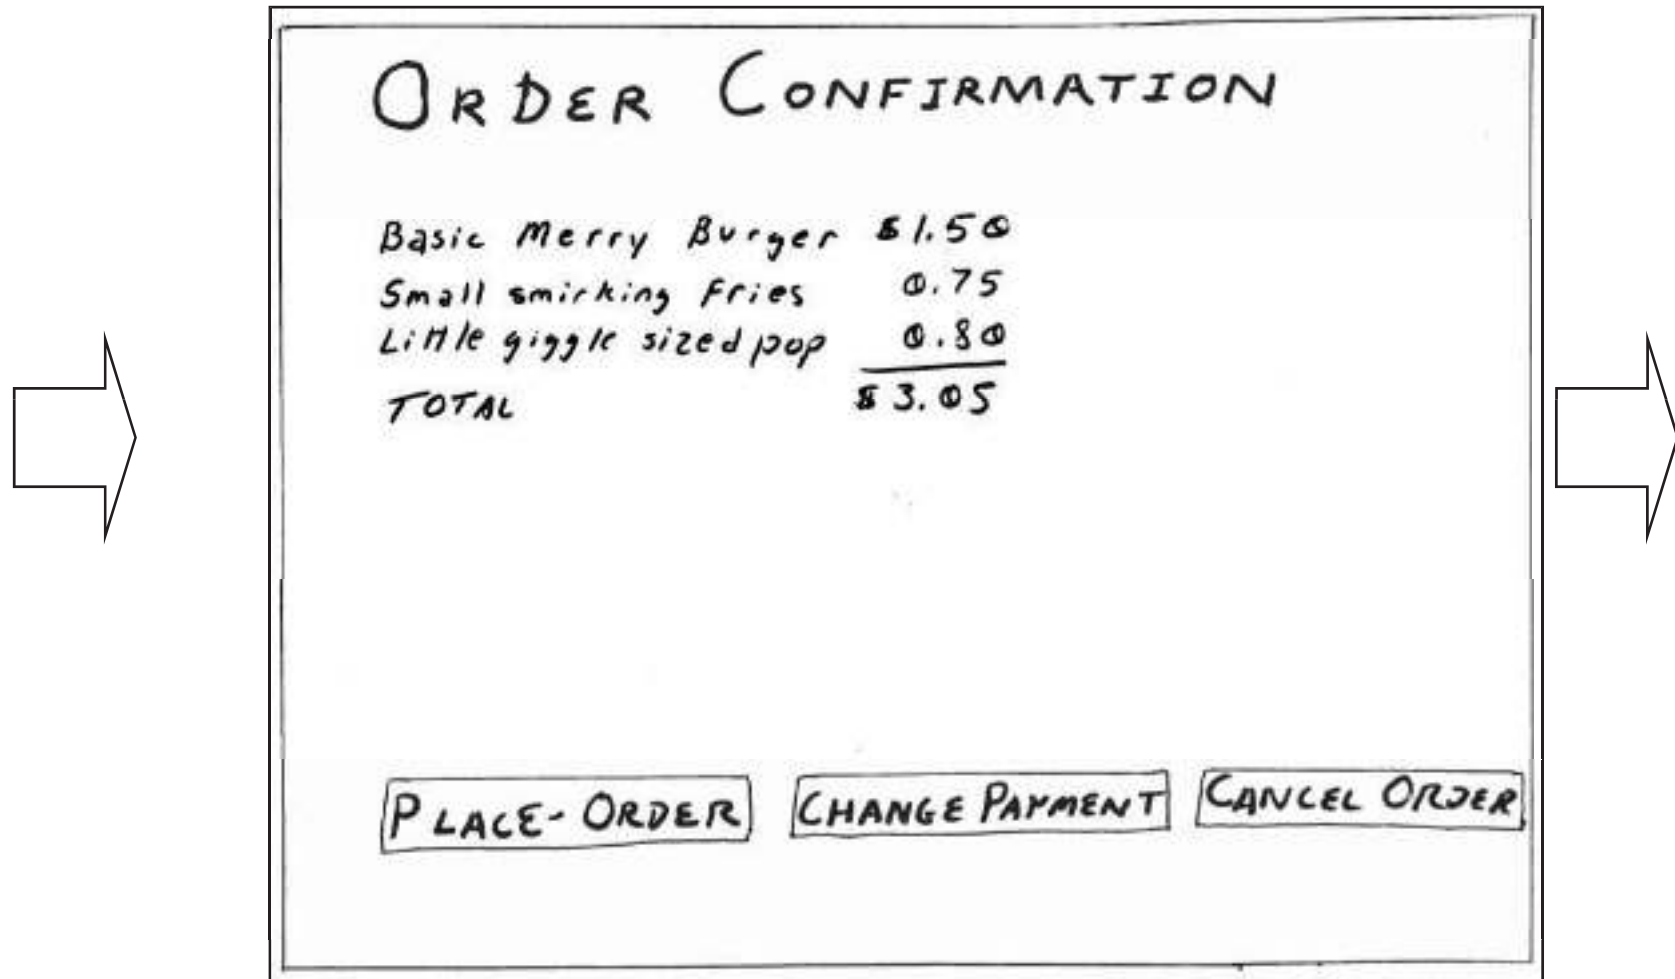 ORDER CONFIRMATION
Basic Merry Burger $1.50
Small smirking fries 0.75
Little giggle sized pop 0.80
TOTAL $3.05
PLACE-ORDER CHANGE PAYMENT CANCEL ORDER